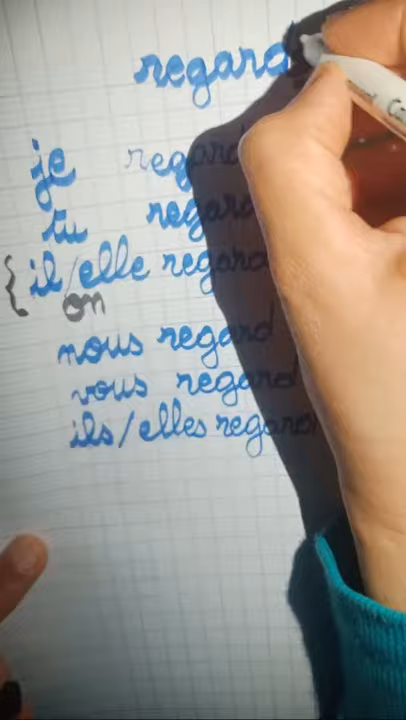 regard
je regard
tu regard
il/elle regard
on
nous regard
vous regard
ils/elles regard